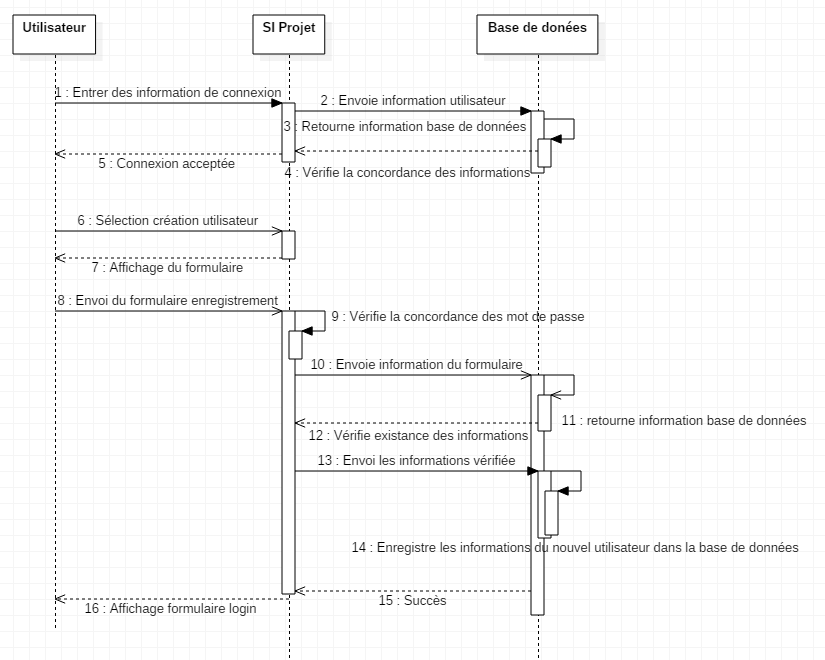 Utilisateur
SI Projet
Base de donées
1 : Entrer des information de connexion
2 : Envoie information utilisateur
3 : Retourne information base de données
5 : Connexion acceptée
4 : Vérifie la concordance des informations
6 : Sélection création utilisateur
7 : Affichage du formulaire
8 : Envoi du formulaire enregistrement
9 : Vérifie la concordance des mot de passe
10 : Envoie information du formulaire
11 : retourne information base de données
12 : Vérifie existance des informations
13 : Envoi les informations vérifiée
14 : Enregistre les informations du nouvel utilisateur dans la base de données
15 : Succès
16 : Affichage formulaire login